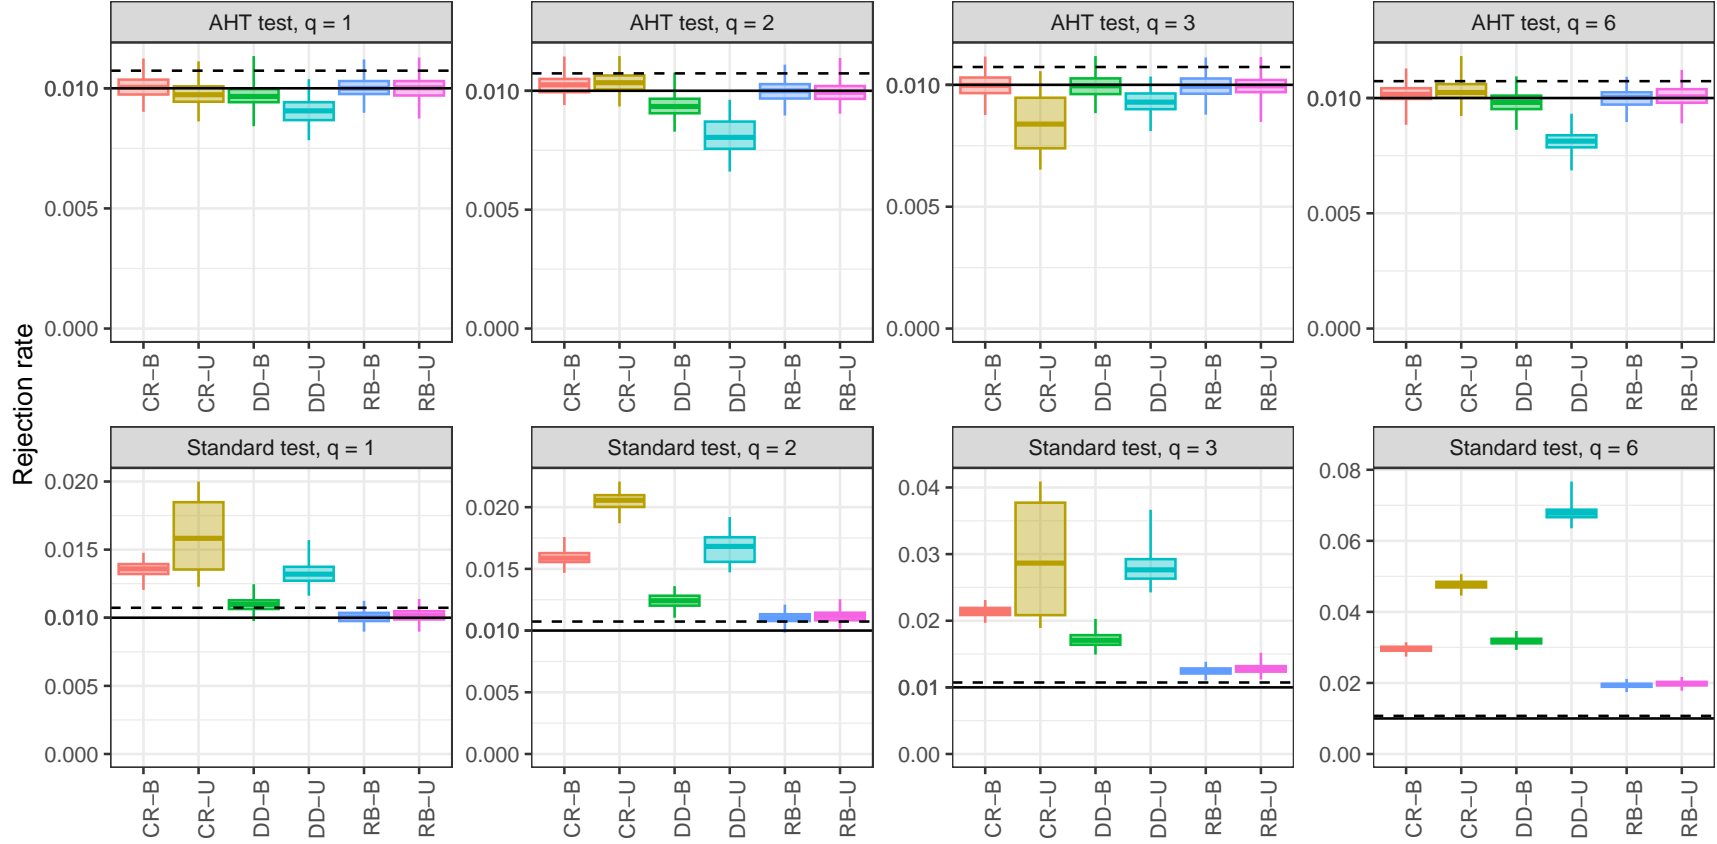 Rejection rate
AHT test, q = 1
0.010
0.005
0.000
CR−B
CR−U
DD−B
DD−U
RB−B
RB−U
AHT test, q = 2
0.010
0.005
0.000
CR−B
CR−U
DD−B
DD−U
RB−B
RB−U
AHT test, q = 3
0.010
0.005
0.000
CR−B
CR−U
DD−B
DD−U
RB−B
RB−U
AHT test, q = 6
0.010
0.005
0.000
CR−B
CR−U
DD−B
DD−U
RB−B
RB−U
Standard test, q = 1
0.020
0.015
0.010
0.005
0.000
CR−B
CR−U
DD−B
DD−U
RB−B
RB−U
Standard test, q = 2
0.020
0.015
0.010
0.005
0.000
CR−B
CR−U
DD−B
DD−U
RB−B
RB−U
Standard test, q = 3
0.04
0.03
0.02
0.01
0.00
CR−B
CR−U
DD−B
DD−U
RB−B
RB−U
Standard test, q = 6
0.08
0.06
0.04
0.02
0.00
CR−B
CR−U
DD−B
DD−U
RB−B
RB−U